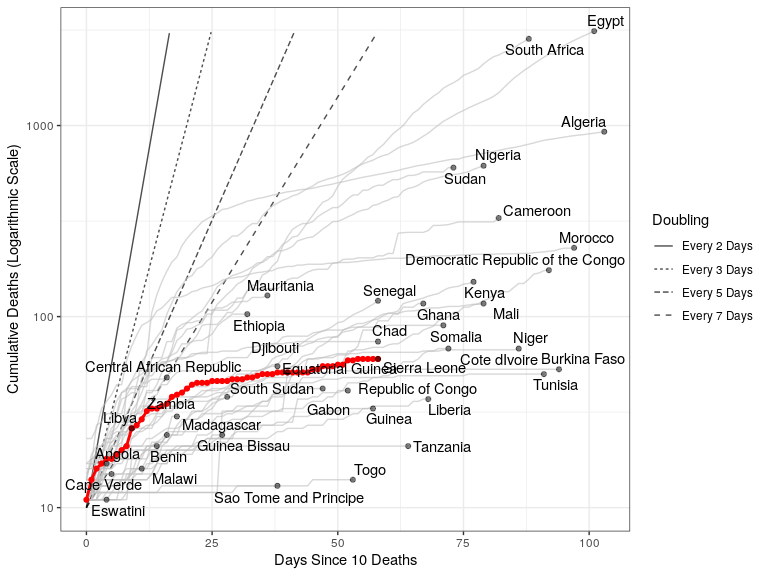 Egypt
South Africa
Algeria
Nigeria
Sudan
Cameroon
Morocco
Democratic Republic of the Congo
Mauritania
Senegal
Kenya
Ghana
Mali
Ethiopia
Chad
Somalia
Niger
Djibouti
Central African Republic
Equatorial Guinea
Sierra Leone
Cote dIvoire
Burkina Faso
Tunisia
South Sudan
Republic of Congo
Zambia
Gabon
Guinea
Liberia
Libya
Madagascar
Guinea Bissau
Tanzania
Angola
Benin
Cape Verde
Malawi
Togo
Sao Tome and Principe
Eswatini
1000
100
10
0
25
50
75
100
Days Since 10 Deaths
Cumulative Deaths (Logarithmic Scale)
Doubling
Every 2 Days
Every 3 Days
Every 5 Days
Every 7 Days